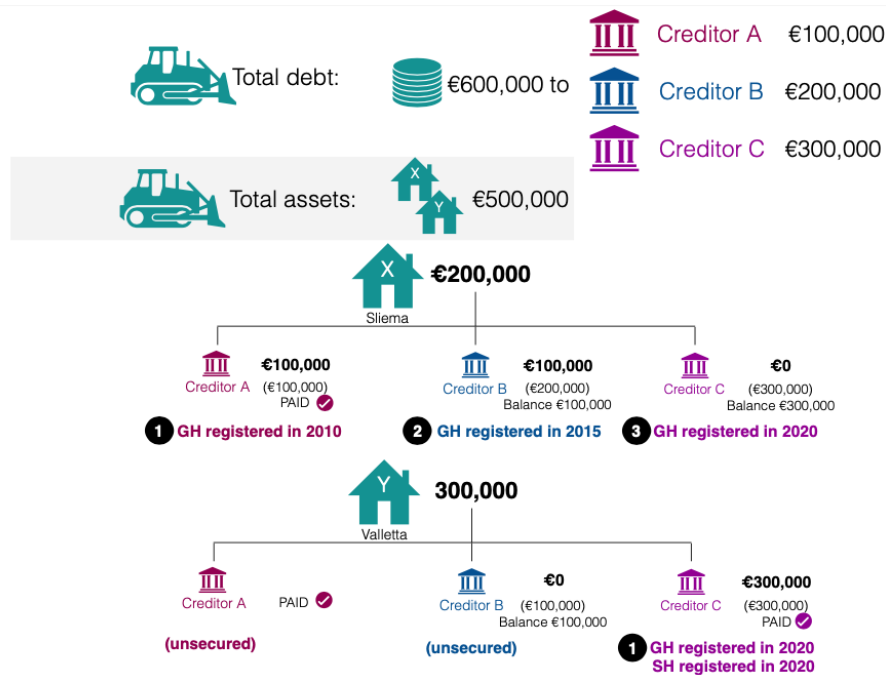 Total debt: €600,000 to
Creditor A €100,000
Creditor B €200,000
Creditor C €300,000
Total assets: X Y €500,000
X €200,000
Sliema
Creditor A €100,000
(€100,000)
PAID
1 GH registered in 2010
Creditor B €100,000
(€200,000)
Balance €100,000
2 GH registered in 2015
Creditor C €0
(€300,000)
Balance €300,000
3 GH registered in 2020
Y 300,000
Valletta
Creditor A PAID
(unsecured)
Creditor B €0
(€100,000)
Balance €100,000
(unsecured)
Creditor C €300,000
(€300,000)
PAID
1 GH registered in 2020
SH registered in 2020